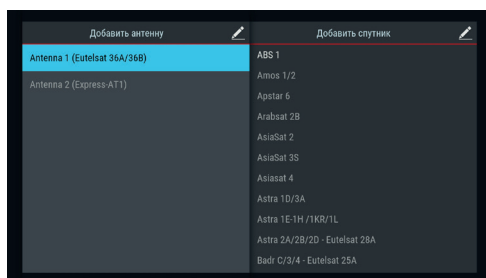 Добавить антенну
Antenna 1 (Eutelsat 36A/36B)
Antenna 2 (Express-AT1)
Добавить спутник
ABS 1
Amos 1/2
Apstar 6
Arabsat 2B
AsiaSat 2
AsiaSat 3S
Asiasat 4
Astra 1D/3A
Astra 1E-1H /1KR/1L
Astra 2A/2B/2D - Eutelsat 28A
Badr C/3/4 - Eutelsat 25A